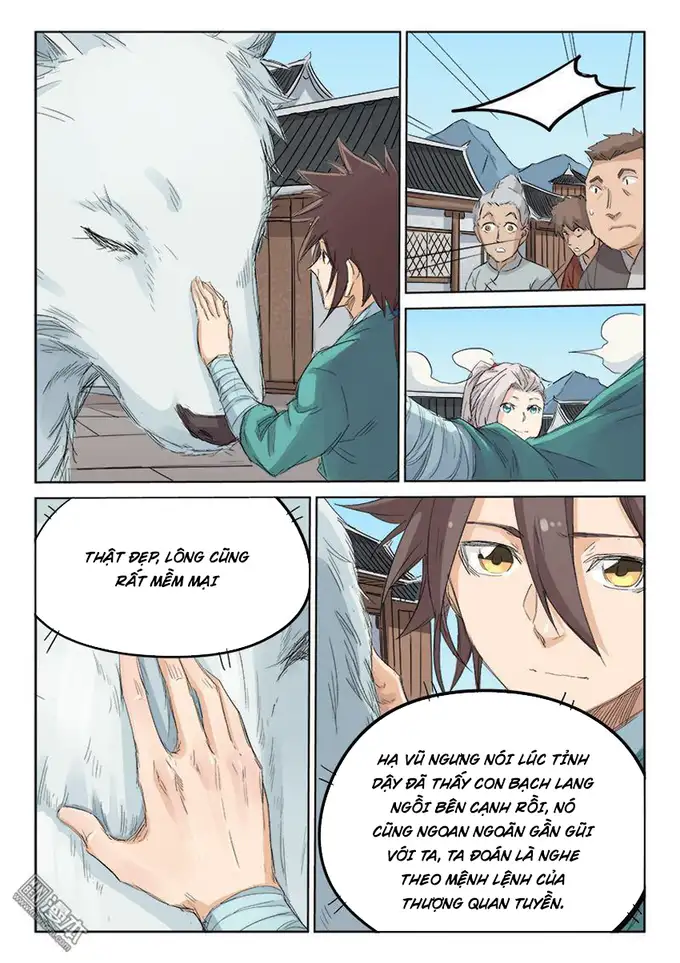 THẬT ĐẸP, LÔNG CŨNG
RẤT MỀM MẠI
HẠ VŨ NGƯNG NÓI LÚC TỈNH
DẬY ĐÃ THẤY CON BẠCH LANG
NGỒI BÊN CẠNH RỒI, NÓ
CŨNG NGOAN NGOÃN GẦN GŨI
VỚI TA, TA ĐOÁN LÀ NGHE
THEO MỆNH LỆNH CỦA
THƯỢNG QUAN TUYỀN.